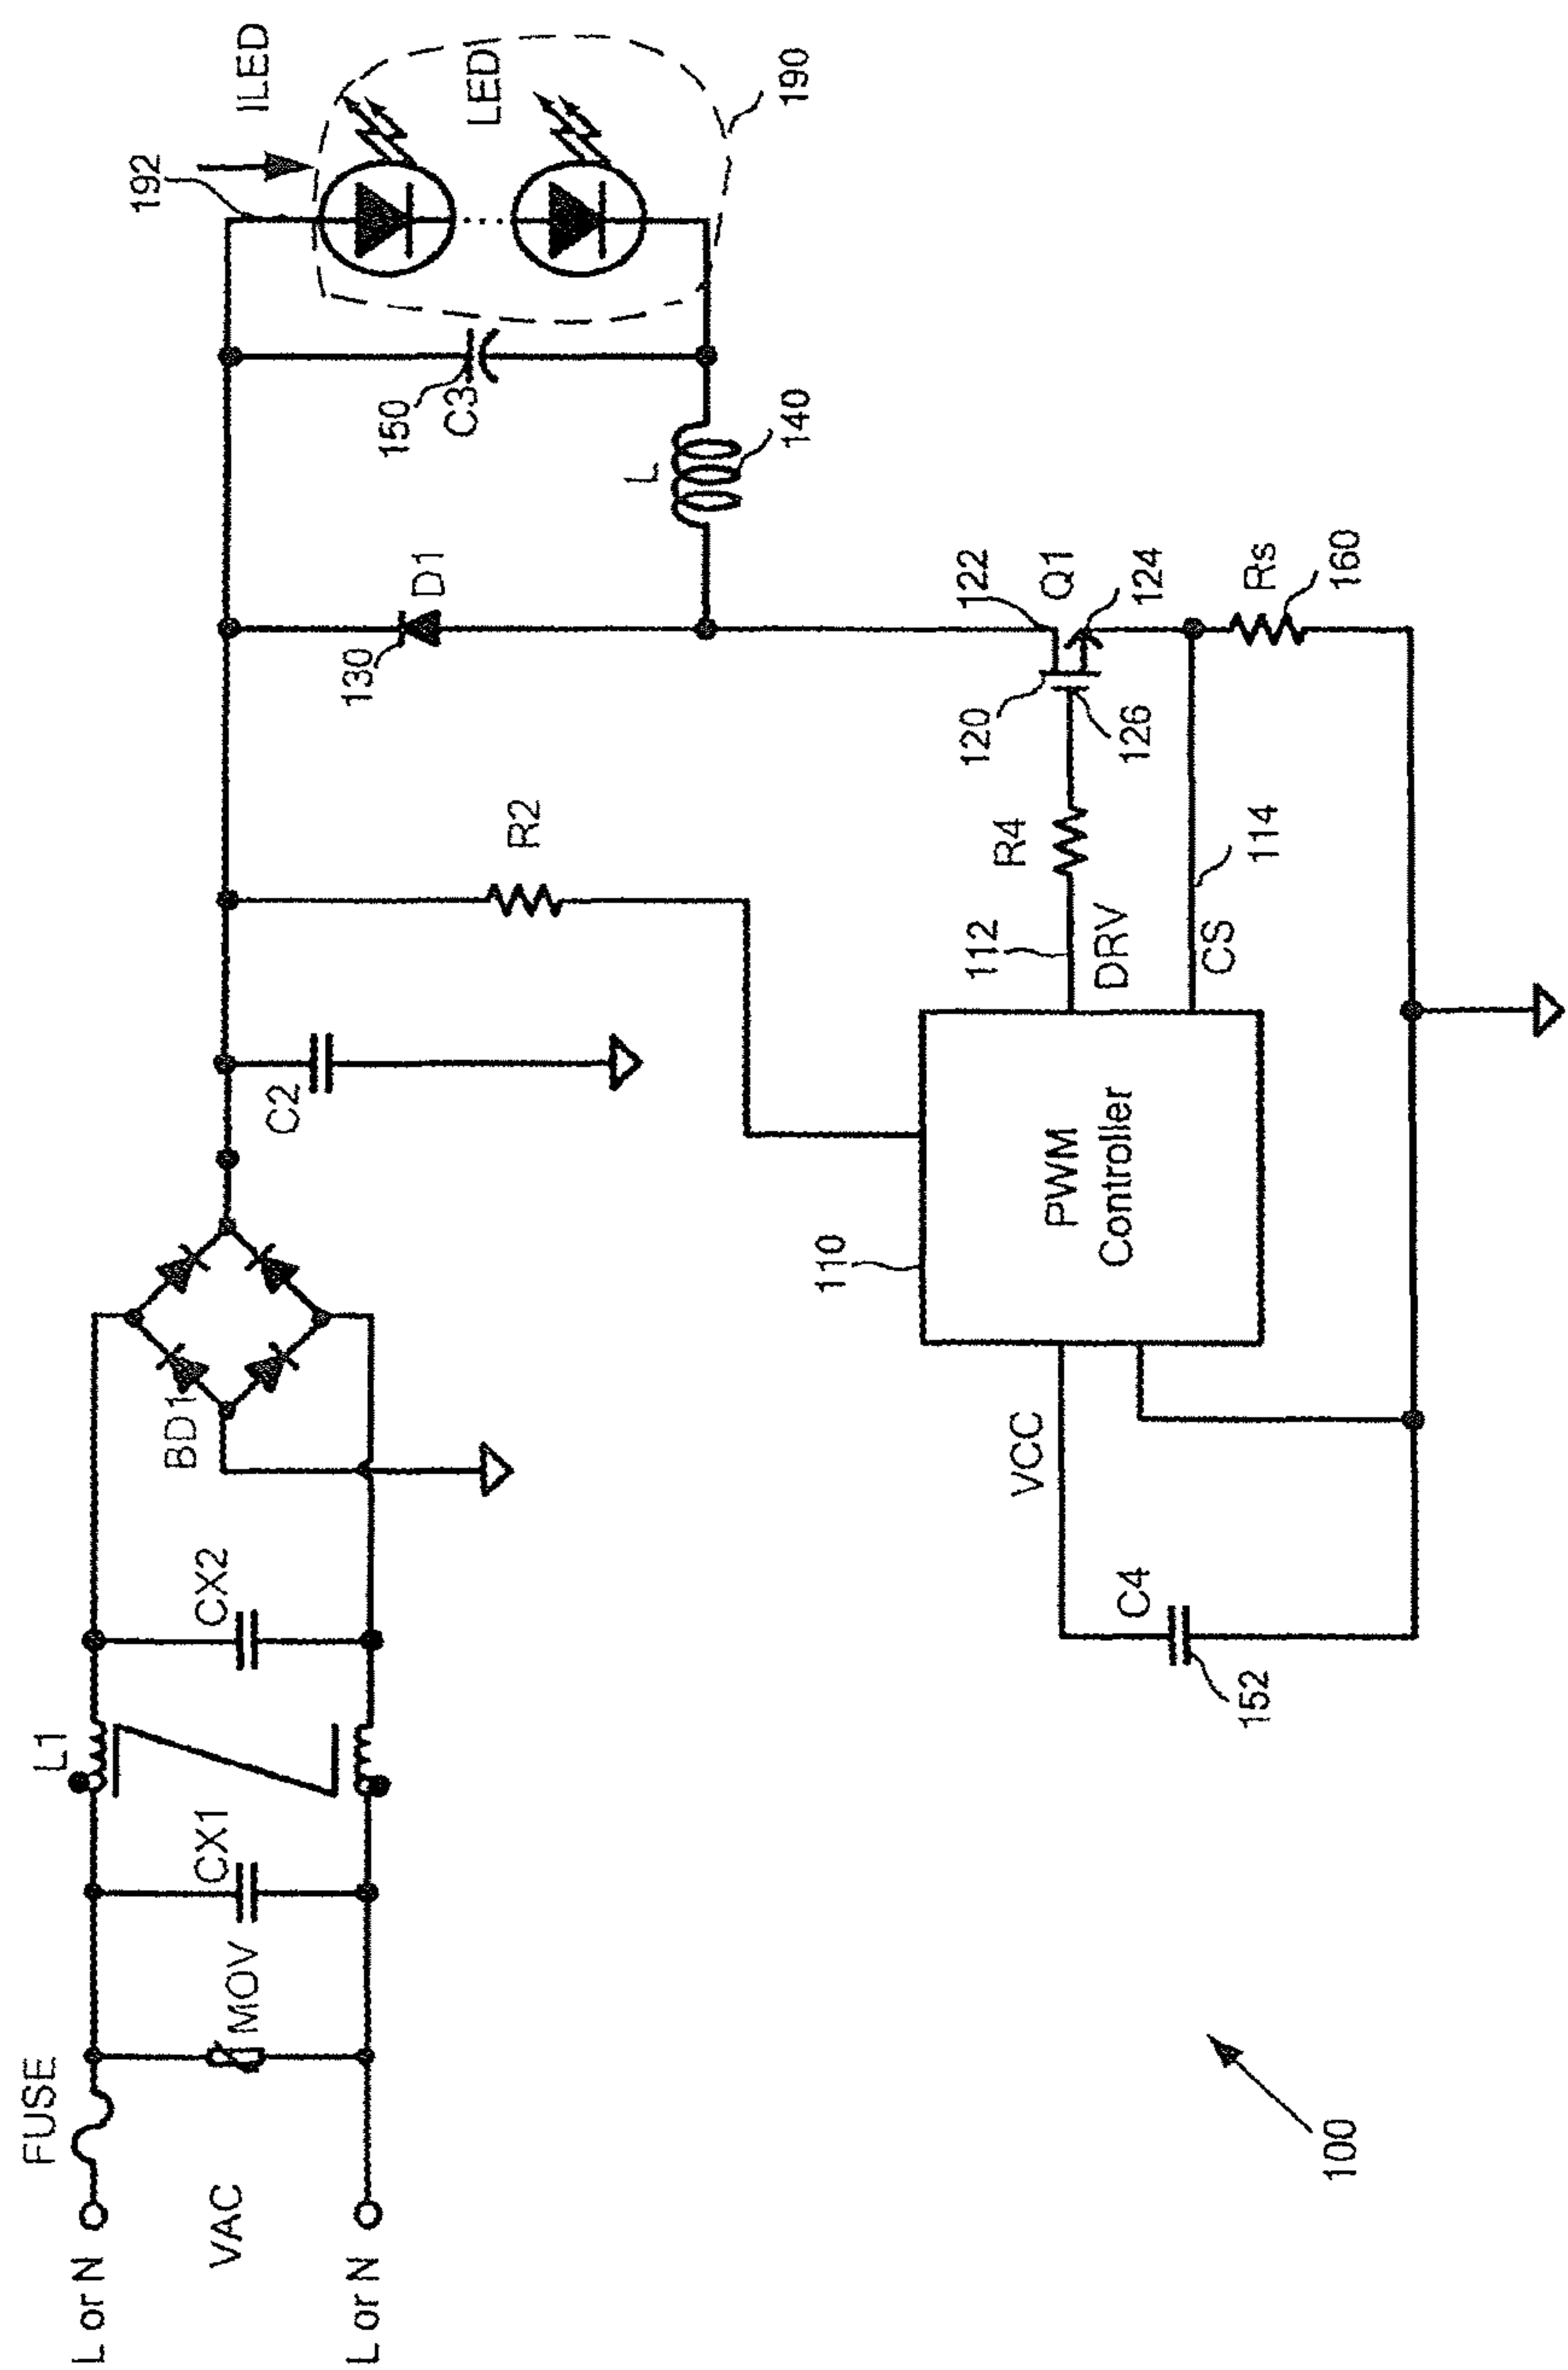 L or N
FUSE
VAC
L or N
MOV
CX1
L1
CX2
BD1
C2
R2
130
D1
150
C3
L
140
192
ILED
LED
190
110
PWM
Controller
VCC
C4
152
112
DRV
R4
CS
114
120
126
122
Q1
124
Rs
160
100